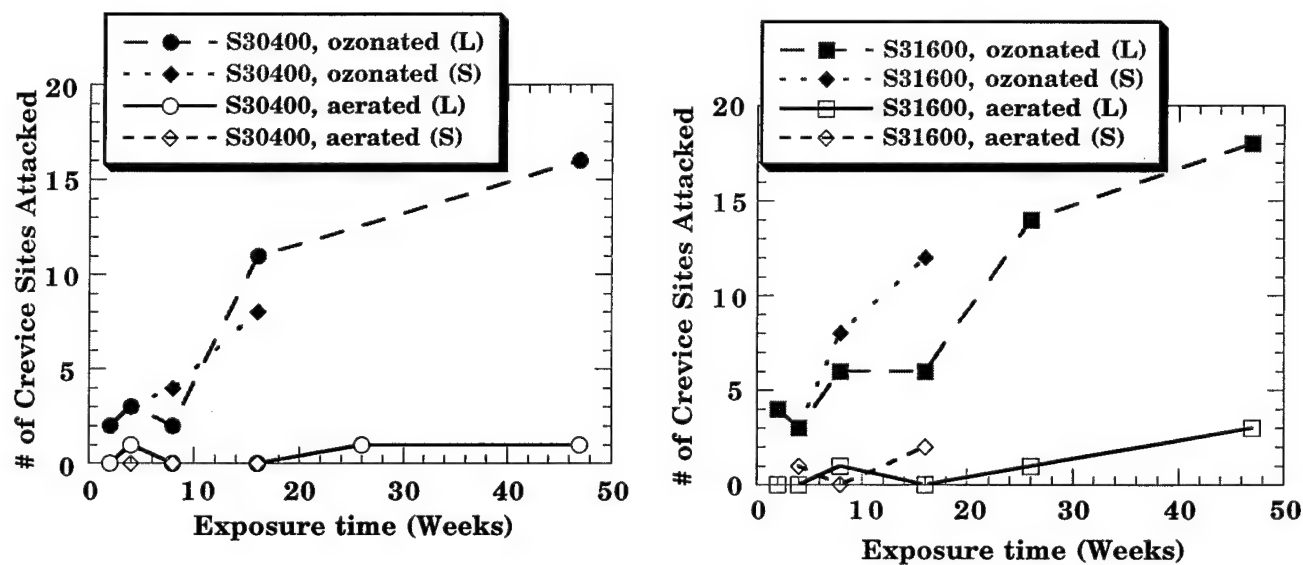 S30400, ozonated (L)
S30400, ozonated (S)
S30400, aerated (L)
S30400, aerated (S)
# of Crevice Sites Attacked
20
15
10
5
0
0
10
20
30
40
50
Exposure time (Weeks)
S31600, ozonated (L)
S31600, ozonated (S)
S31600, aerated (L)
S31600, aerated (S)
# of Crevice Sites Attacked
20
15
10
5
0
0
10
20
30
40
50
Exposure time (Weeks)